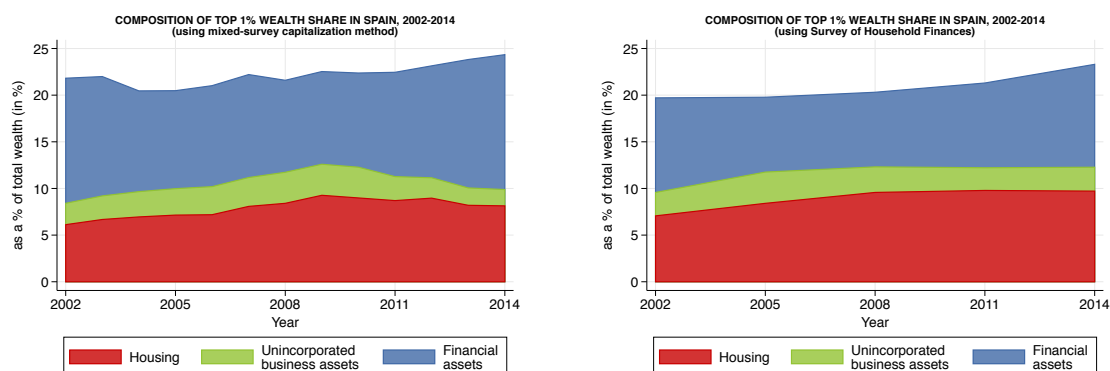 COMPOSITION OF TOP 1% WEALTH SHARE IN SPAIN, 2002-2014
(using mixed-survey capitalization method)
as a % of total wealth (in %)
25
20
15
10
5
0
2002
2005
2008
2011
2014
Year
Housing
Unincorporated
business assets
Financial
assets
COMPOSITION OF TOP 1% WEALTH SHARE IN SPAIN, 2002-2014
(using Survey of Household Finances)
as a % of total wealth (in %)
25
20
15
10
5
0
2002
2005
2008
2011
2014
Year
Housing
Unincorporated
business assets
Financial
assets